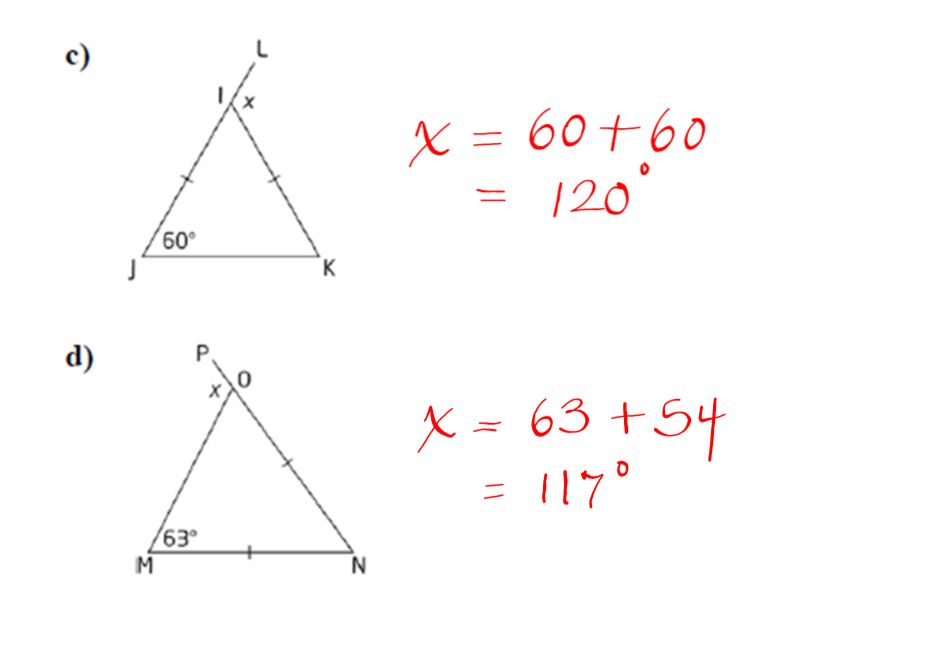 c)
L
I x
x = 60 + 60
= 120°
60°
J K
d)
P
x O
x = 63 + 54
= 117°
63°
M N